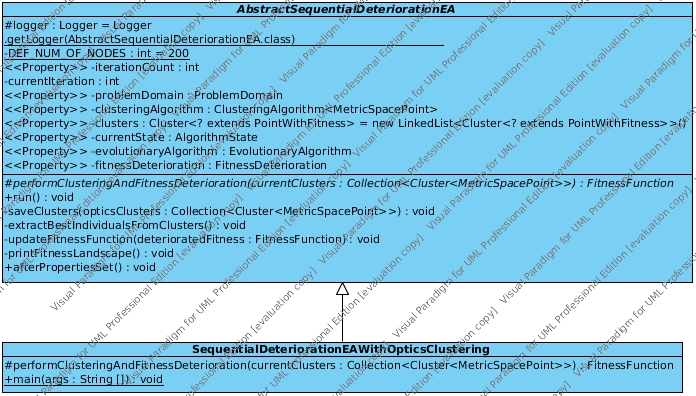 AbstractSequentialDeteriorationEA
#logger : Logger = Logger
.getLogger(AbstractSequentialDeteriorationEA.class)
-DEF_NUM_OF_NODES : int = 200
<<Property>> -iterationCount : int
-currentIteration : int
<<Property>> -problemDomain : ProblemDomain
<<Property>> -clusteringAlgorithm : ClusteringAlgorithm<MetricSpacePoint>
<<Property>> -clusters : Cluster<? extends PointWithFitness> = new LinkedList<Cluster<? extends PointWithFitness>>()
<<Property>> -currentState : AlgorithmState
<<Property>> -evolutionaryAlgorithm : EvolutionaryAlgorithm
<<Property>> -fitnessDeterioration : FitnessDeterioration
#performClusteringAndFitnessDeterioration(currentClusters : Collection<Cluster<MetricSpacePoint>>) : FitnessFunction
+run() : void
-saveClusters(opticsClusters : Collection<Cluster<MetricSpacePoint>>) : void
-extractBestIndividualsFromClusters() : void
-updateFitnessFunction(deterioratedFitness : FitnessFunction) : void
-printFitnessLandscape() : void
+afterPropertiesSet() : void
SequentialDeteriorationEAWithOpticsClustering
#performClusteringAndFitnessDeterioration(currentClusters : Collection<Cluster<MetricSpacePoint>>) : FitnessFunction
+main(args : String []) : void
Visual Paradigm for UML Professional Edition [evaluation copy]